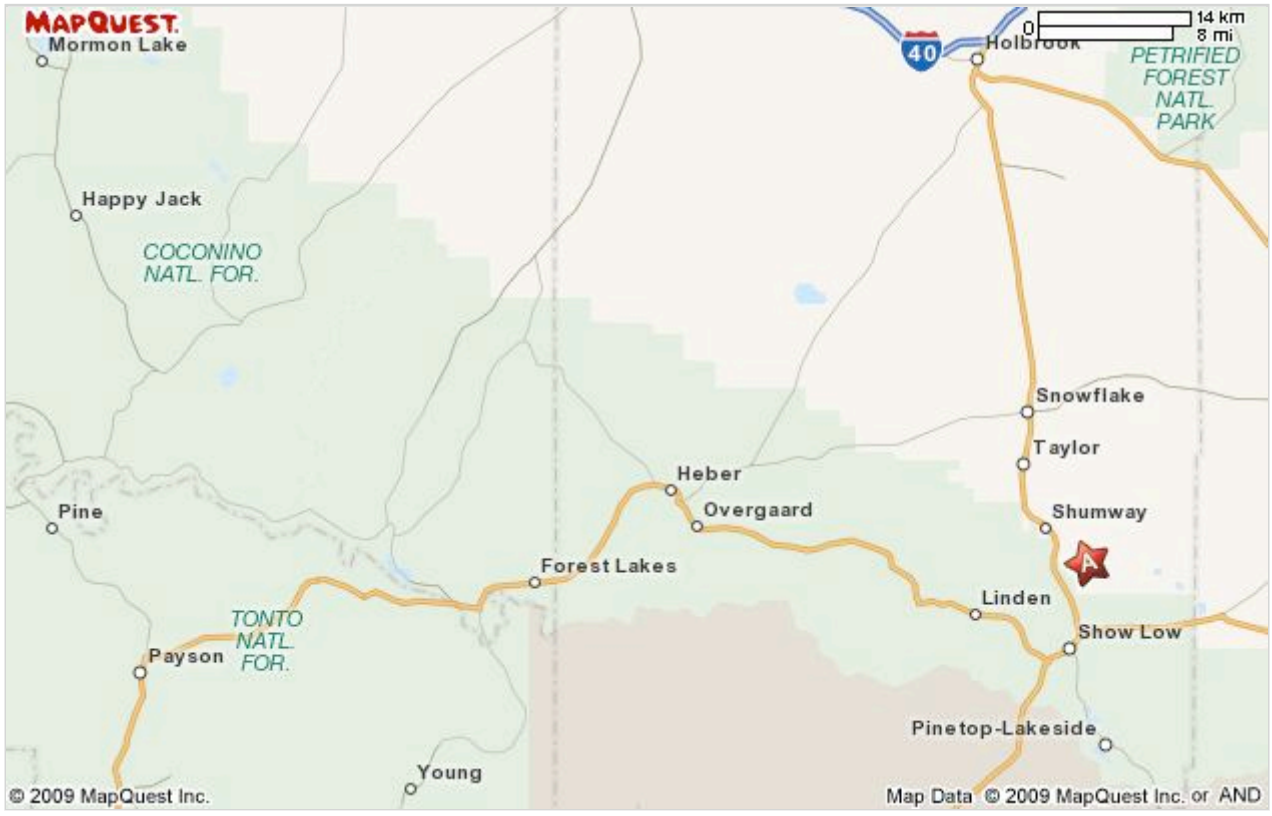 MAPQUEST.
Mormon Lake
40
Holbrook
0
14 km
8 mi
PETRIFIED
FOREST
NATL.
PARK
Happy Jack
COCONINO
NATL. FOR.
Snowflake
Taylor
Heber
Pine
Overgaard
Shumway
A
Forest Lakes
Linden
TONTO
NATL.
FOR.
Show Low
Payson
Pinetop-Lakeside
Young
© 2009 MapQuest Inc.
Map Data © 2009 MapQuest Inc. or AND